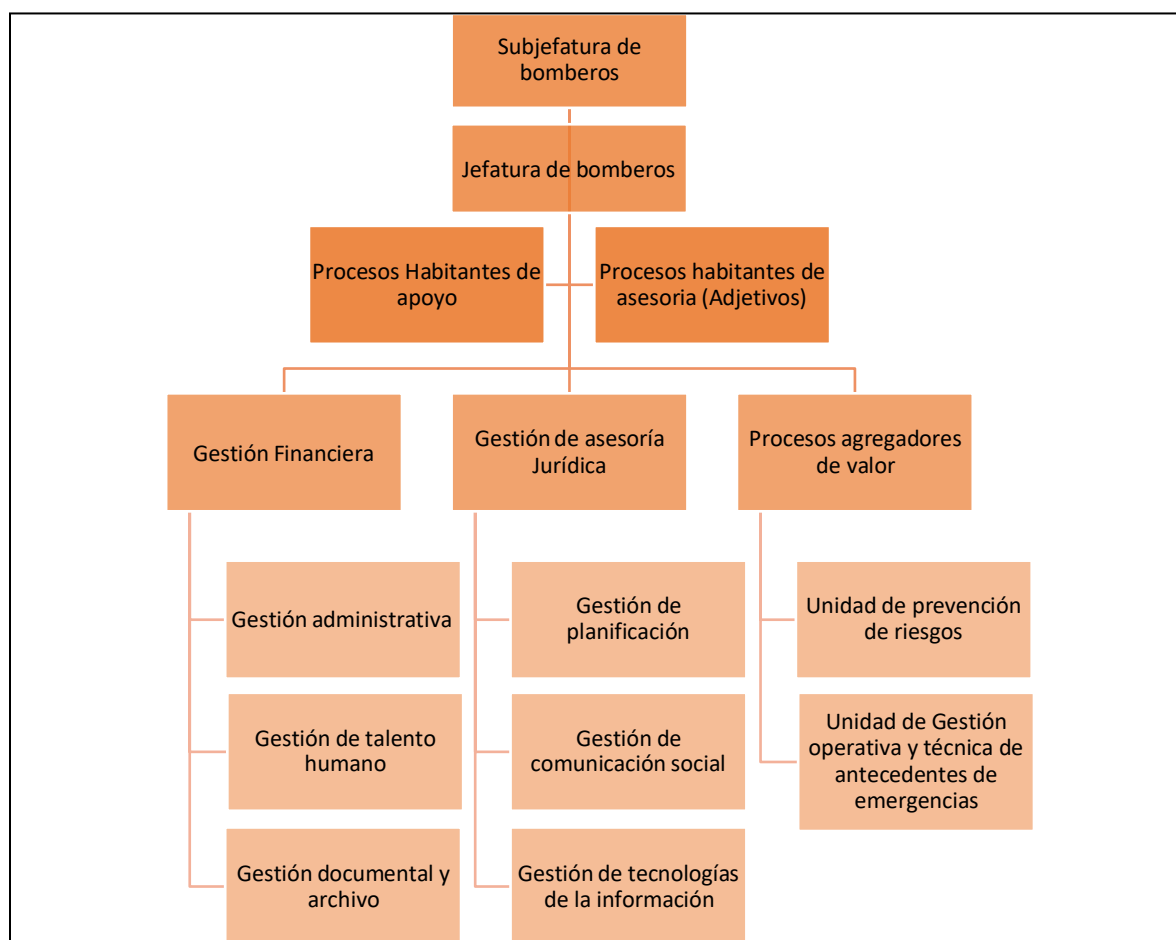 Subjefatura de
bomberos
Jefatura de bomberos
Procesos Habitantes de
apoyo
Procesos habitantes de
asesoria (Adjetivos)
Gestión Financiera
Gestión de asesoría
Jurídica
Procesos agregadores
de valor
Gestión administrativa
Gestión de
planificación
Unidad de prevención
de riesgos
Gestión de talento
humano
Gestión de
comunicación social
Unidad de Gestión
operativa y técnica de
antecedentes de
emergencias
Gestión documental y
archivo
Gestión de tecnologías
de la información